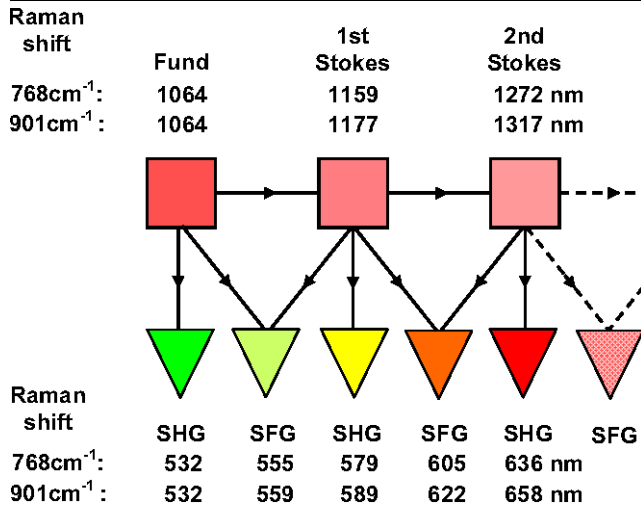 Raman
shift
1st
2nd
Fund
Stokes
Stokes
768cm⁻¹: 1064 1159 1272 nm
901cm⁻¹: 1064 1177 1317 nm
Raman
shift
SHG SFG SHG SFG SHG SFG
768cm⁻¹: 532 555 579 605 636 nm
901cm⁻¹: 532 559 589 622 658 nm